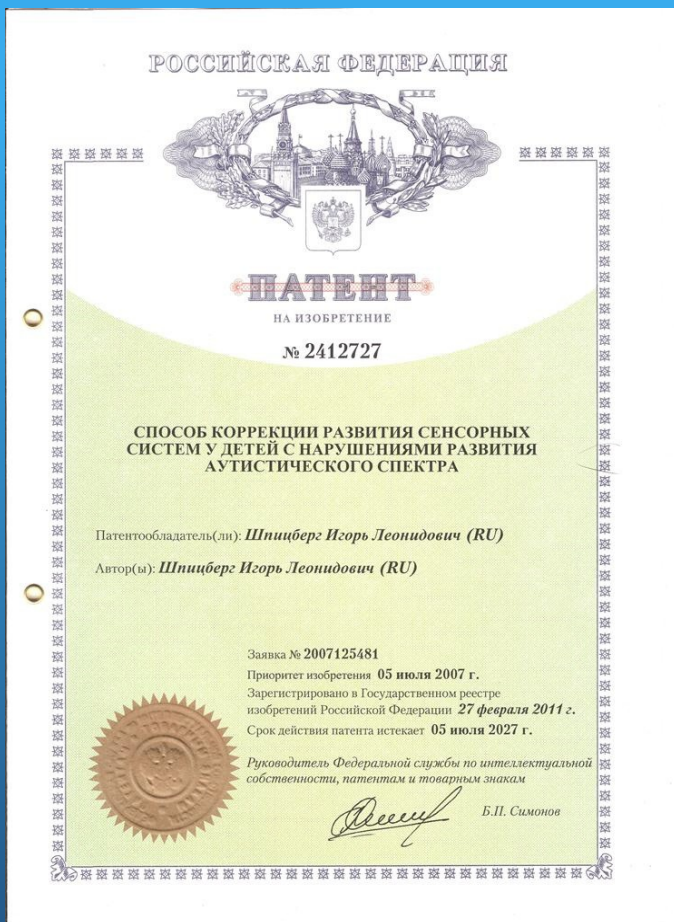 РОССИЙСКАЯ ФЕДЕРАЦИЯ
ПАТЕНТ
НА ИЗОБРЕТЕНИЕ
№ 2412727
СПОСОБ КОРРЕКЦИИ РАЗВИТИЯ СЕНСОРНЫХ
СИСТЕМ У ДЕТЕЙ С НАРУШЕНИЯМИ РАЗВИТИЯ
АУТИСТИЧЕСКОГО СПЕКТРА
Патентообладатель(ли): Шпицберг Игорь Леонидович (RU)
Автор(ы): Шпицберг Игорь Леонидович (RU)
Заявка № 2007125481
Приоритет изобретения 05 июля 2007 г.
Зарегистрировано в Государственном реестре
изобретений Российской Федерации 27 февраля 2011 г.
Срок действия патента истекает 05 июля 2027 г.
Руководитель Федеральной службы по интеллектуальной
собственности, патентам и товарным знакам
Б.П. Симонов